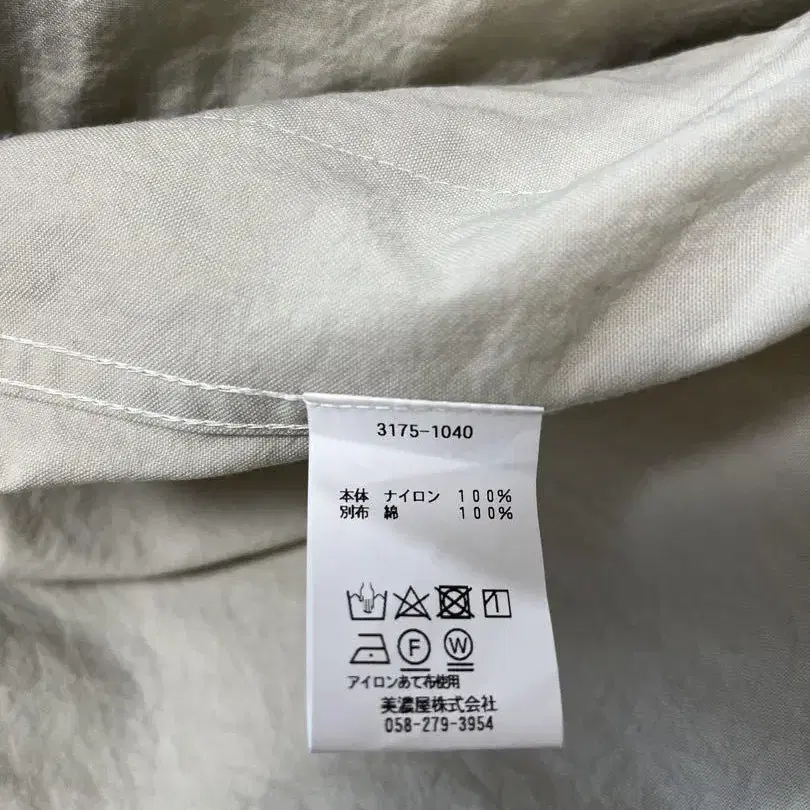 3175-1040
本体 ナイロン 100%
別布 綿 100%
F W
アイロンあて布使用
美濃屋株式会社
058-279-3954